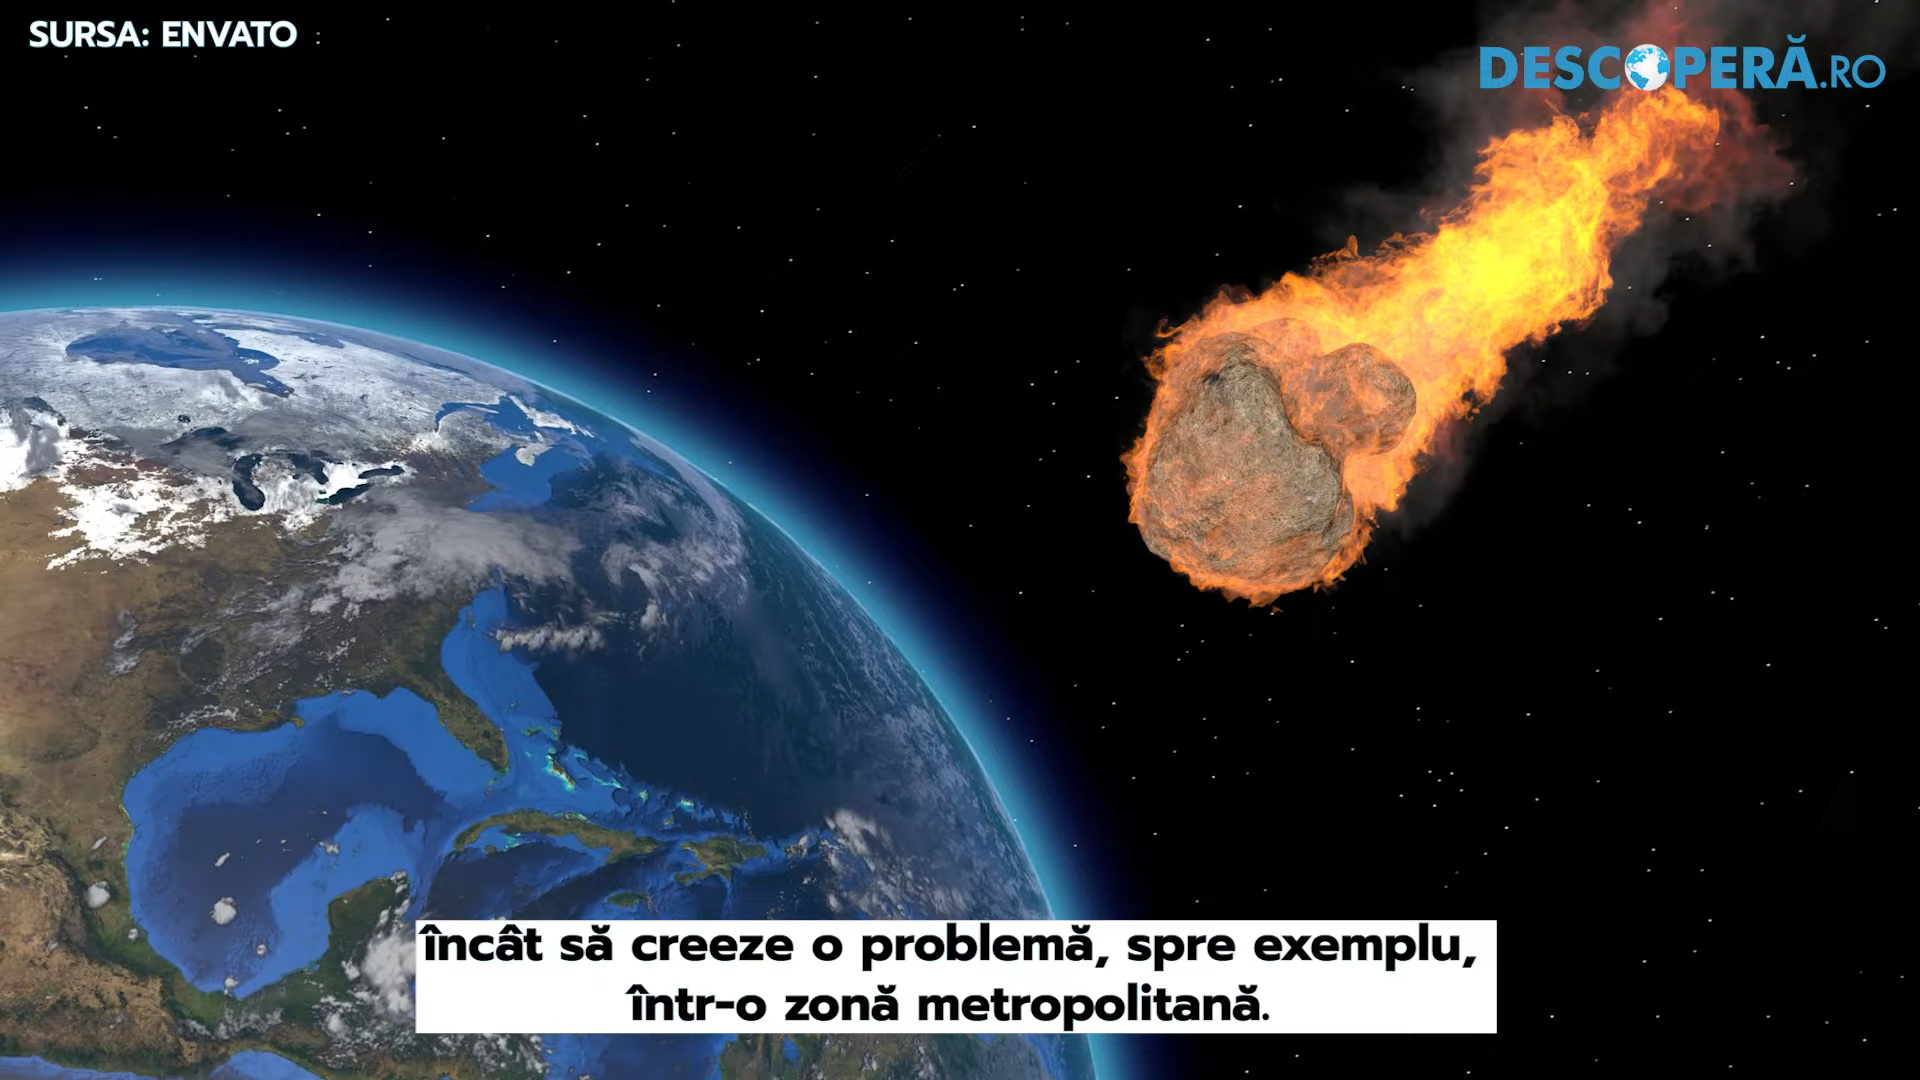 SURSA: ENVATO
DESCOPERĂ.RO
încât să creeze o problemă, spre exemplu,
într-o zonă metropolitană.